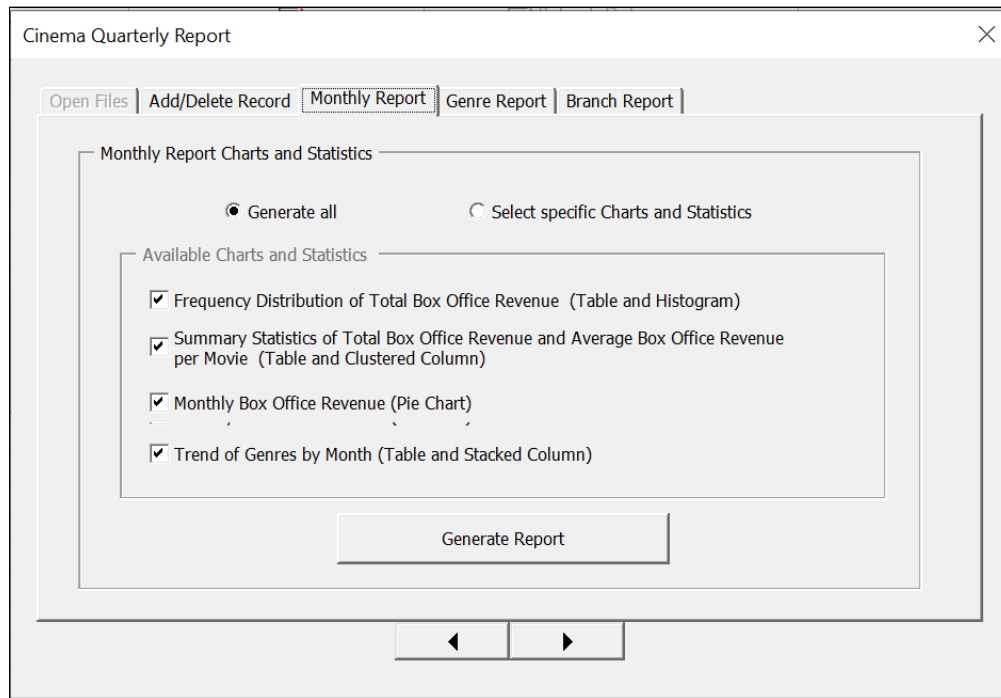 Cinema Quarterly Report
Open Files Add/Delete Record Monthly Report Genre Report Branch Report
Monthly Report Charts and Statistics
Generate all Select specific Charts and Statistics
Available Charts and Statistics
Frequency Distribution of Total Box Office Revenue (Table and Histogram)
Summary Statistics of Total Box Office Revenue and Average Box Office Revenue
per Movie (Table and Clustered Column)
Monthly Box Office Revenue (Pie Chart)
Trend of Genres by Month (Table and Stacked Column)
Generate Report